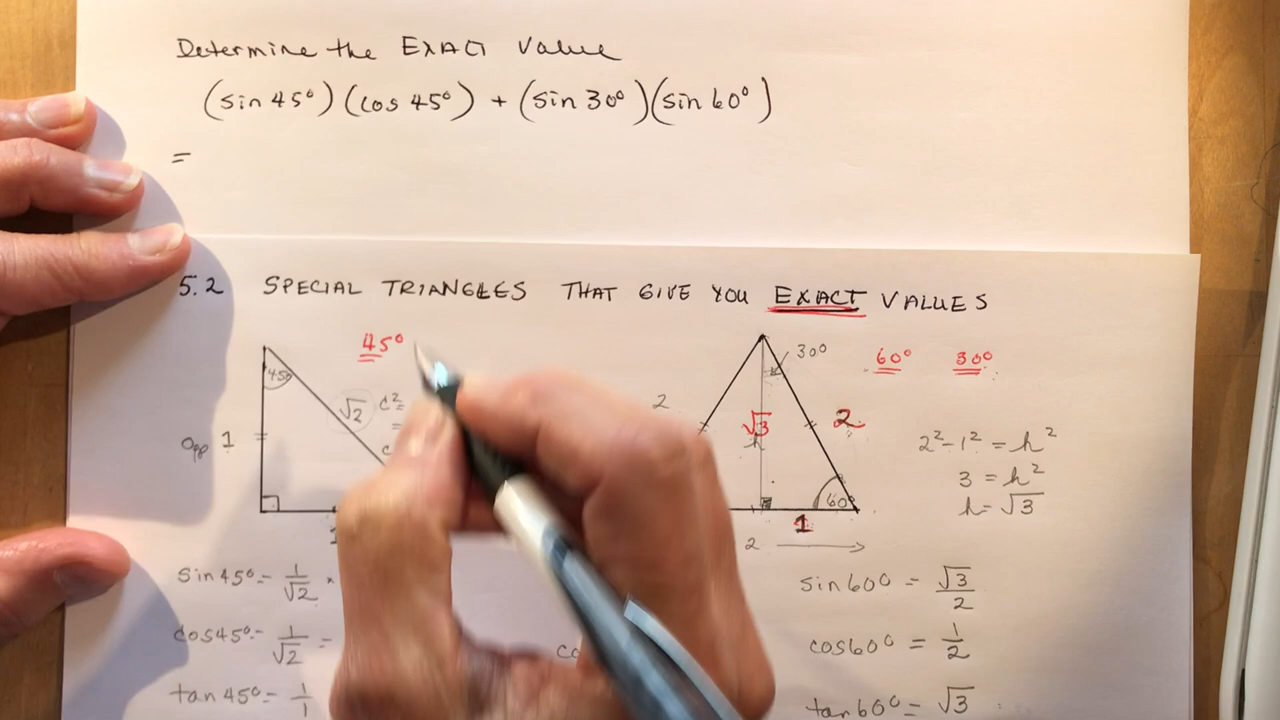 Determine the EXACT Value
(sin 45°)(cos 45°) + (sin 30°)(sin 60°)
=
5.2 SPECIAL TRIANGLES THAT GIVE YOU EXACT VALUES
45°
45°
opp 1
√2
c²=
=
c
1
30°
60° 30°
2
√3
h
2
60°
1
2
2²-1² = h²
3 = h²
h = √3
sin 45° = 1/√2
cos 45° = 1/√2 =
tan 45° = 1/1
sin 60° = √3/2
cos 60° = 1/2
tan 60° = √3